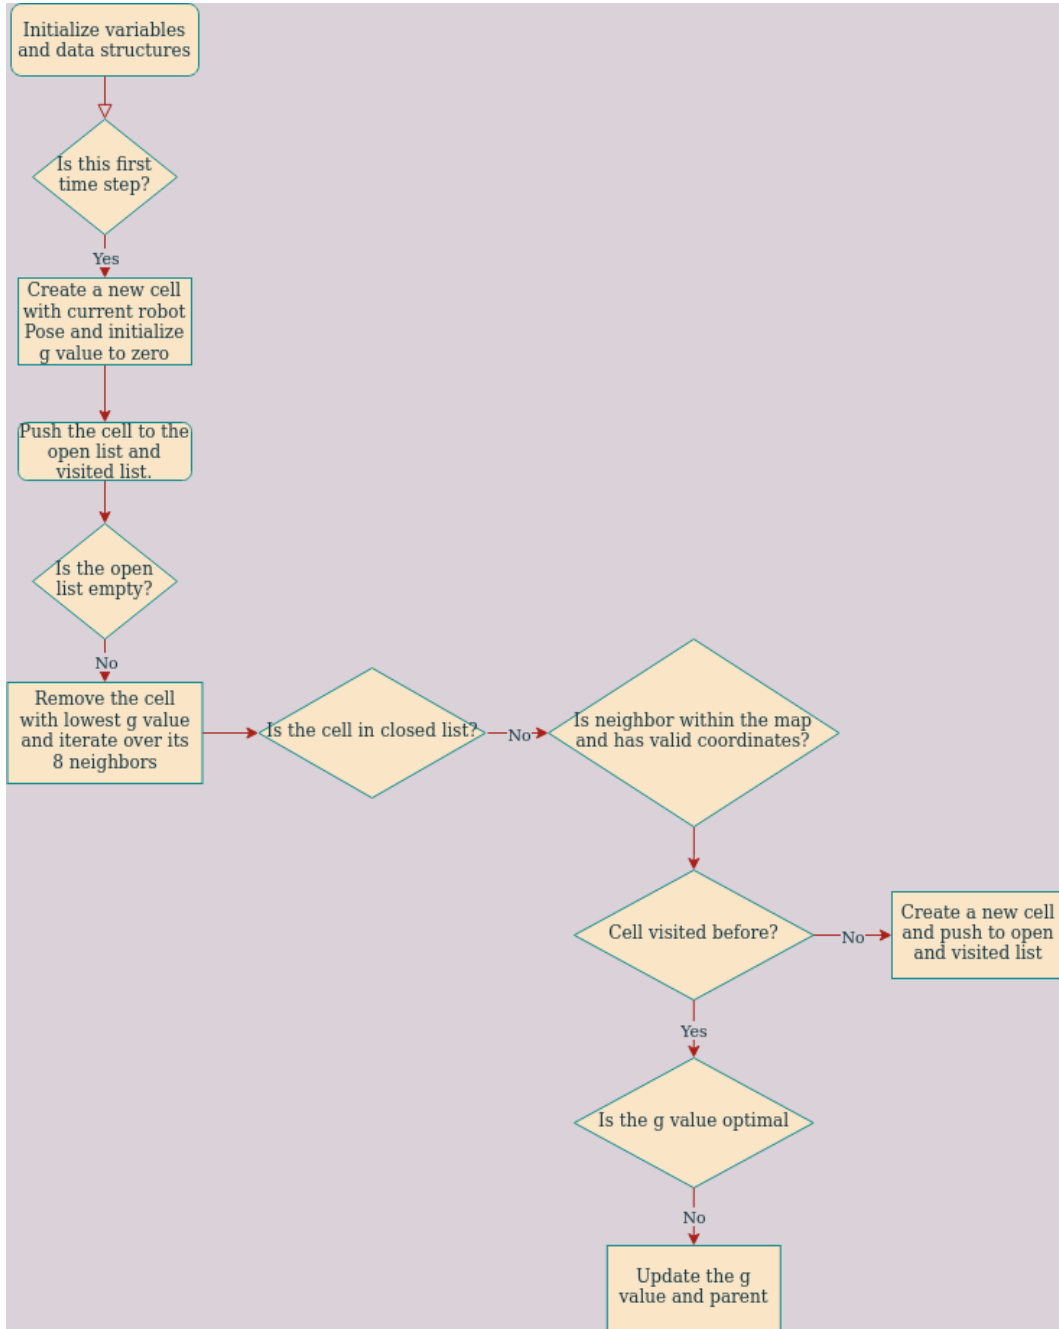 Initialize variables
and data structures
Is this first
time step?
Yes
Create a new cell
with current robot
Pose and initialize
g value to zero
Push the cell to the
open list and
visited list.
Is the open
list empty?
No
Remove the cell
with lowest g value
and iterate over its
8 neighbors
Is the cell in closed list?
No
Is neighbor within the map
and has valid coordinates?
Cell visited before?
No
Create a new cell
and push to open
and visited list
Yes
Is the g value optimal
No
Update the g
value and parent